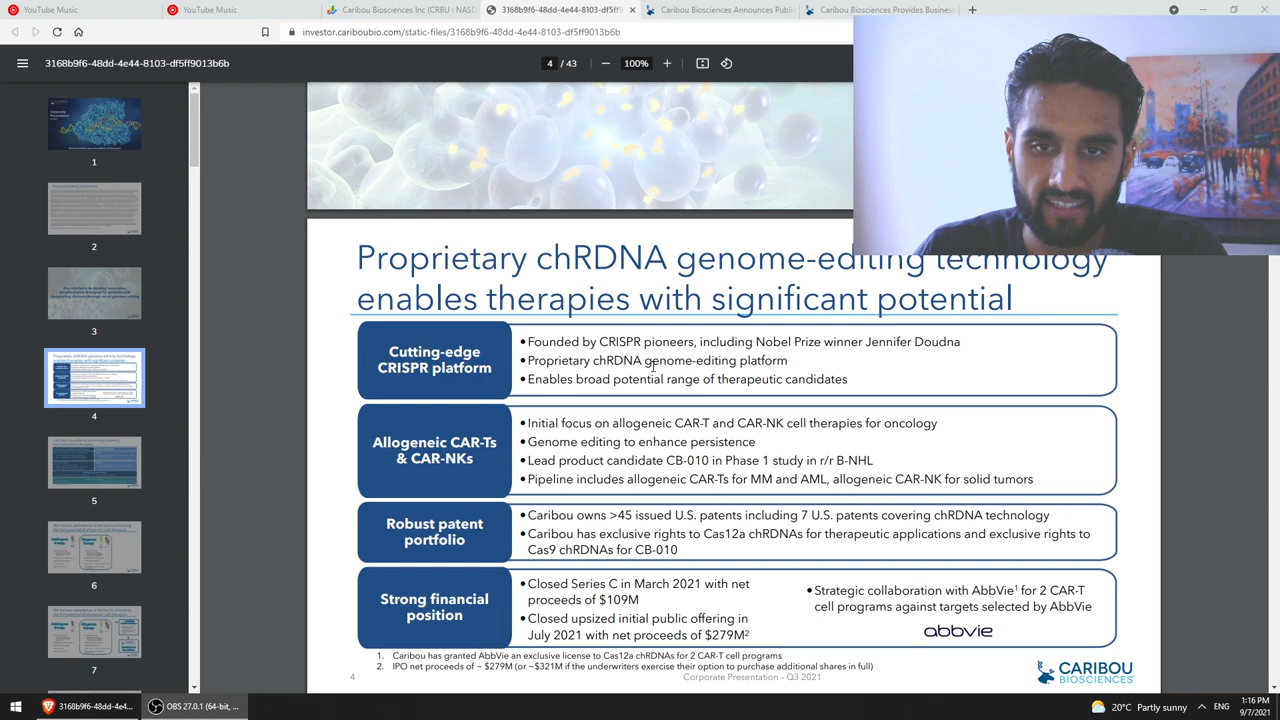 YouTube Music
YouTube Music
Caribou Biosciences Inc (CRBU : NASD
3168b9f6-48dd-4e44-8103-df5ff9
Caribou Biosciences Announces Publi
Caribou Biosciences Provides Busines
investor.cariboubio.com/static-files/3168b9f6-48dd-4e44-8103-df5ff9013b6b
3168b9f6-48dd-4e44-8103-df5ff9013b6b
4 / 43
100%
1
2
3
4
5
6
7
Proprietary chRDNA genome-editing technology
enables therapies with significant potential
Cutting-edge
CRISPR platform
• Founded by CRISPR pioneers, including Nobel Prize winner Jennifer Doudna
• Proprietary chRDNA genome-editing platform
• Enables broad potential range of therapeutic candidates
Allogeneic CAR-Ts
& CAR-NKs
• Initial focus on allogeneic CAR-T and CAR-NK cell therapies for oncology
• Genome editing to enhance persistence
• Lead product candidate CB-010 in Phase 1 study in r/r B-NHL
• Pipeline includes allogeneic CAR-Ts for MM and AML, allogeneic CAR-NK for solid tumors
Robust patent
portfolio
• Caribou owns >45 issued U.S. patents including 7 U.S. patents covering chRDNA technology
• Caribou has exclusive rights to Cas12a chRDNAs for therapeutic applications and exclusive rights to
Cas9 chRDNAs for CB-010
Strong financial
position
• Closed Series C in March 2021 with net
proceeds of $109M
• Closed upsized initial public offering in
July 2021 with net proceeds of $279M²
• Strategic collaboration with AbbVie¹ for 2 CAR-T
cell programs against targets selected by AbbVie
abbvie
1. Caribou has granted AbbVie an exclusive license to Cas12a chRDNAs for 2 CAR-T cell programs
2. IPO net proceeds of ~ $279M (or ~$321M if the underwriters exercise their option to purchase additional shares in full)
4
Corporate Presentation – Q3 2021
CARIBOU
BIOSCIENCES
3168b9f6-48dd-4e4...
OBS 27.0.1 (64-bit, ...
20°C Partly sunny
ENG
1:16 PM
9/7/2021